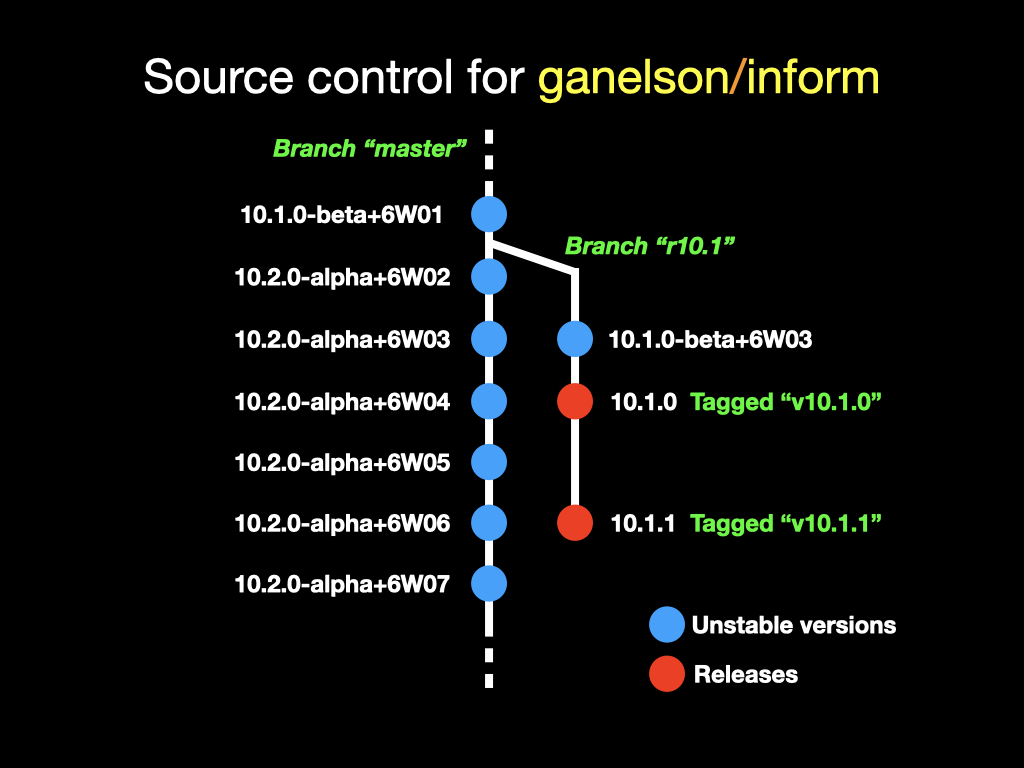 Source control for ganelson/inform
Branch “master”
10.1.0-beta+6W01
Branch “r10.1”
10.2.0-alpha+6W02
10.2.0-alpha+6W03
10.1.0-beta+6W03
10.2.0-alpha+6W04
10.1.0 Tagged “v10.1.0”
10.2.0-alpha+6W05
10.2.0-alpha+6W06
10.1.1 Tagged “v10.1.1”
10.2.0-alpha+6W07
Unstable versions
Releases